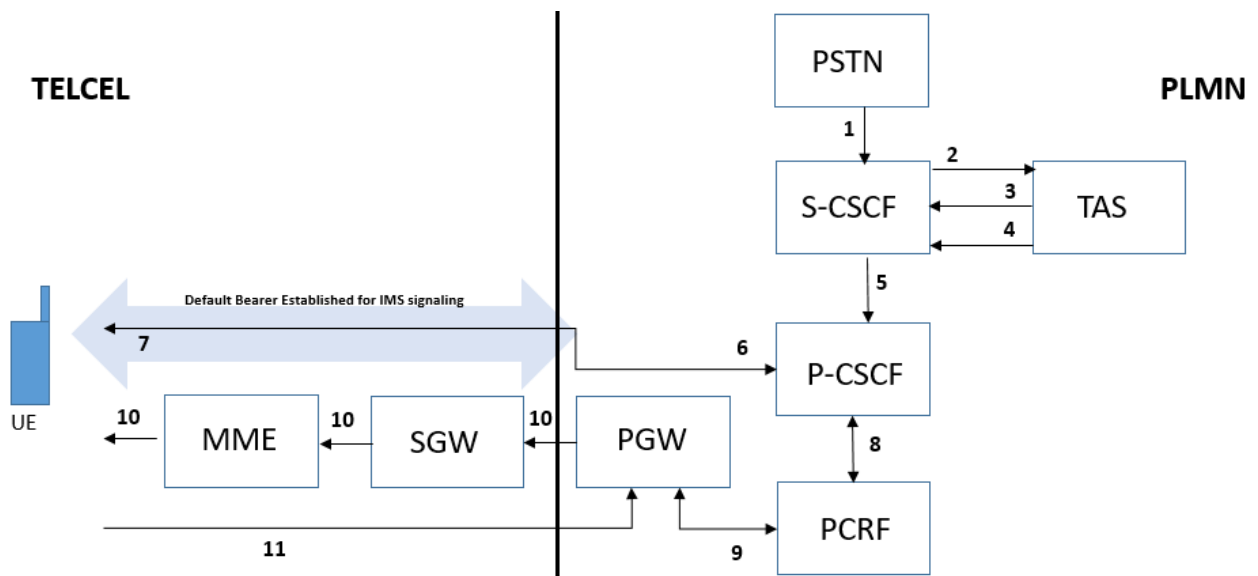 PSTN
TELCEL
PLMN
1
2
S-CSCF
3
TAS
4
5
Default Bearer Established for IMS signaling
7
6
P-CSCF
UE
10
MME
10
SGW
10
PGW
8
11
9
PCRF